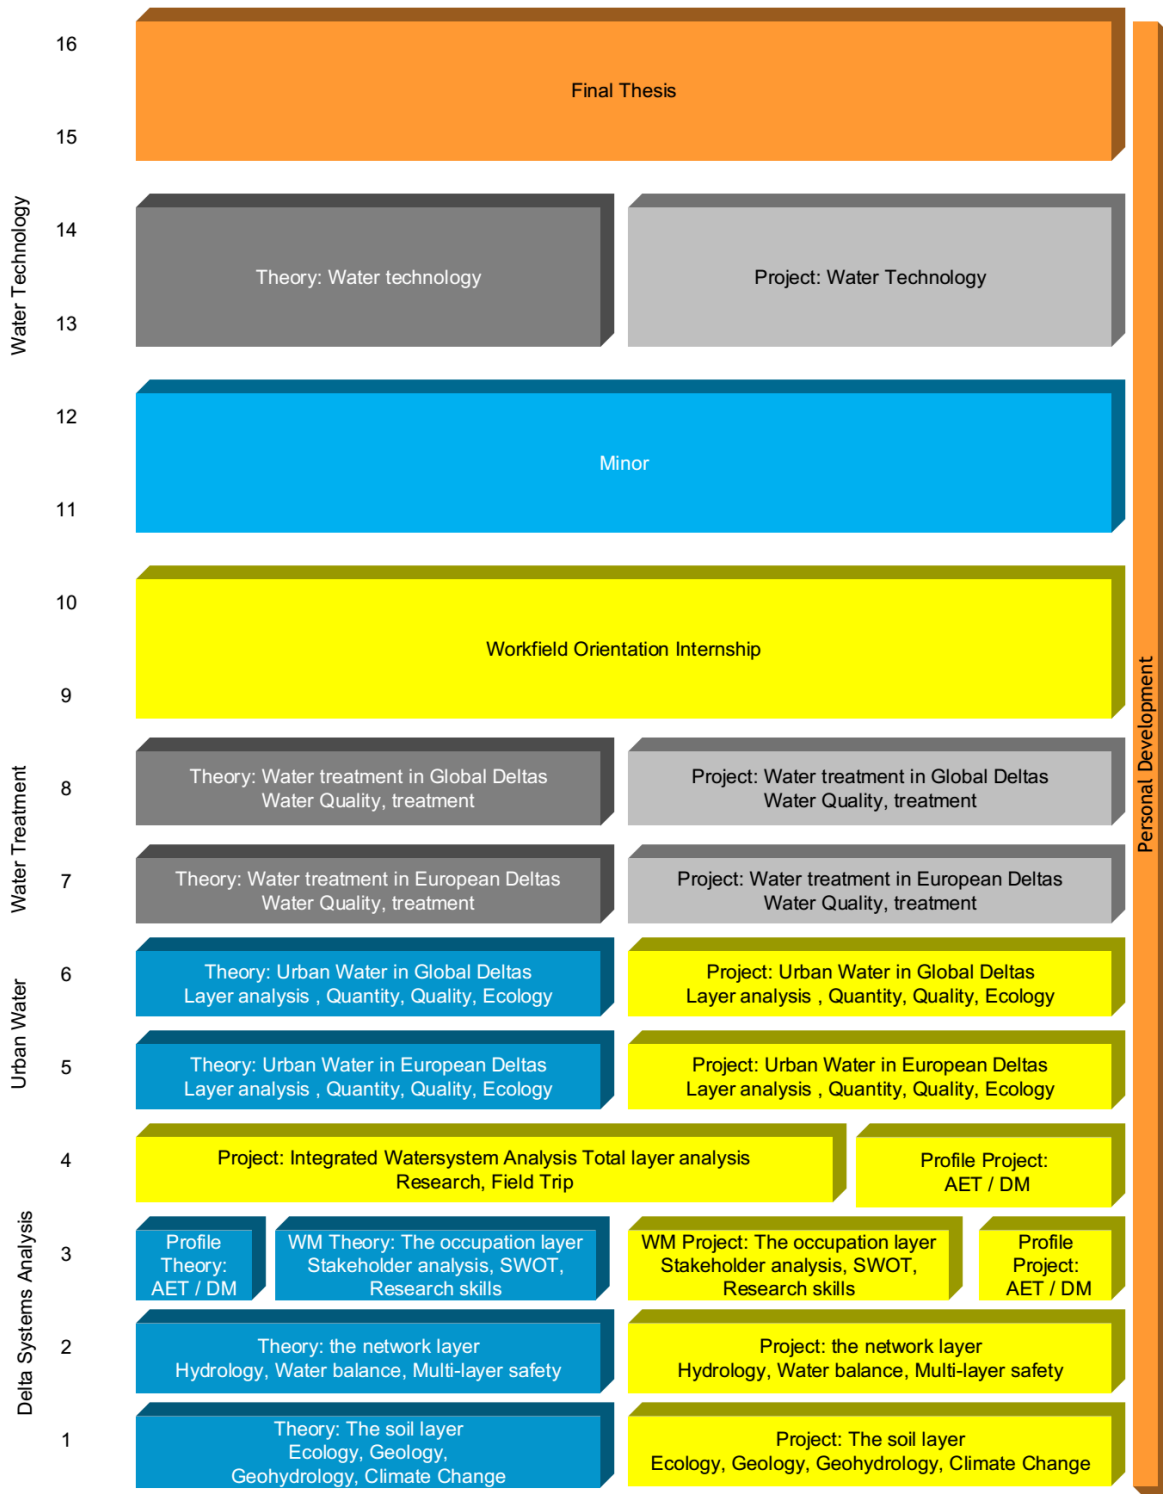 16
Final Thesis
15
Water Technology
14
Theory: Water technology
Project: Water Technology
13
12
Minor
11
10
Workfield Orientation Internship
9
Personal Development
Water Treatment
8
Theory: Water treatment in Global Deltas
Water Quality, treatment
Project: Water treatment in Global Deltas
Water Quality, treatment
7
Theory: Water treatment in European Deltas
Water Quality, treatment
Project: Water treatment in European Deltas
Water Quality, treatment
Urban Water
6
Theory: Urban Water in Global Deltas
Layer analysis , Quantity, Quality, Ecology
Project: Urban Water in Global Deltas
Layer analysis , Quantity, Quality, Ecology
5
Theory: Urban Water in European Deltas
Layer analysis , Quantity, Quality, Ecology
Project: Urban Water in European Deltas
Layer analysis , Quantity, Quality, Ecology
Delta Systems Analysis
4
Project: Integrated Watersystem Analysis Total layer analysis
Research, Field Trip
Profile Project:
AET / DM
3
Profile
Theory:
AET / DM
WM Theory: The occupation layer
Stakeholder analysis, SWOT,
Research skills
WM Project: The occupation layer
Stakeholder analysis, SWOT,
Research skills
Profile
Project:
AET / DM
2
Theory: the network layer
Hydrology, Water balance, Multi-layer safety
Project: the network layer
Hydrology, Water balance, Multi-layer safety
1
Theory: The soil layer
Ecology, Geology,
Geohydrology, Climate Change
Project: The soil layer
Ecology, Geology, Geohydrology, Climate Change